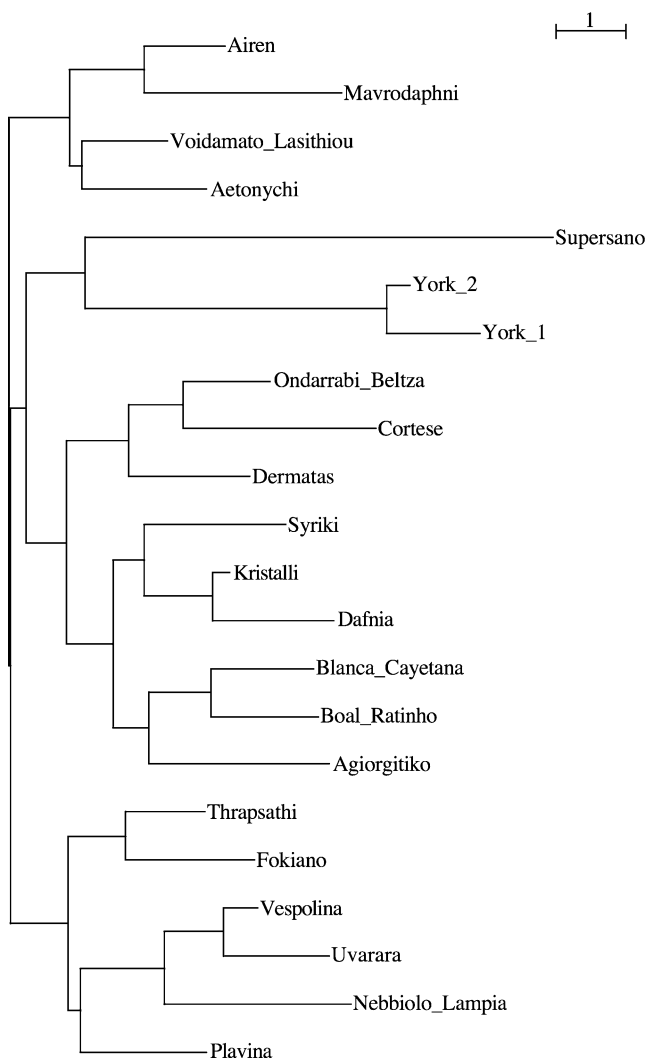 1
Airen
Mavrodaphni
Voidamato_Lasithiou
Aetonychi
Supersano
York_2
York_1
Ondarrabi_Beltza
Cortese
Dermatas
Syriki
Kristalli
Dafnia
Blanca_Cayetana
Boal_Ratinho
Agiorgitiko
Thrapsathi
Fokiano
Vespolina
Uvarara
Nebbiolo_Lampia
Plavina